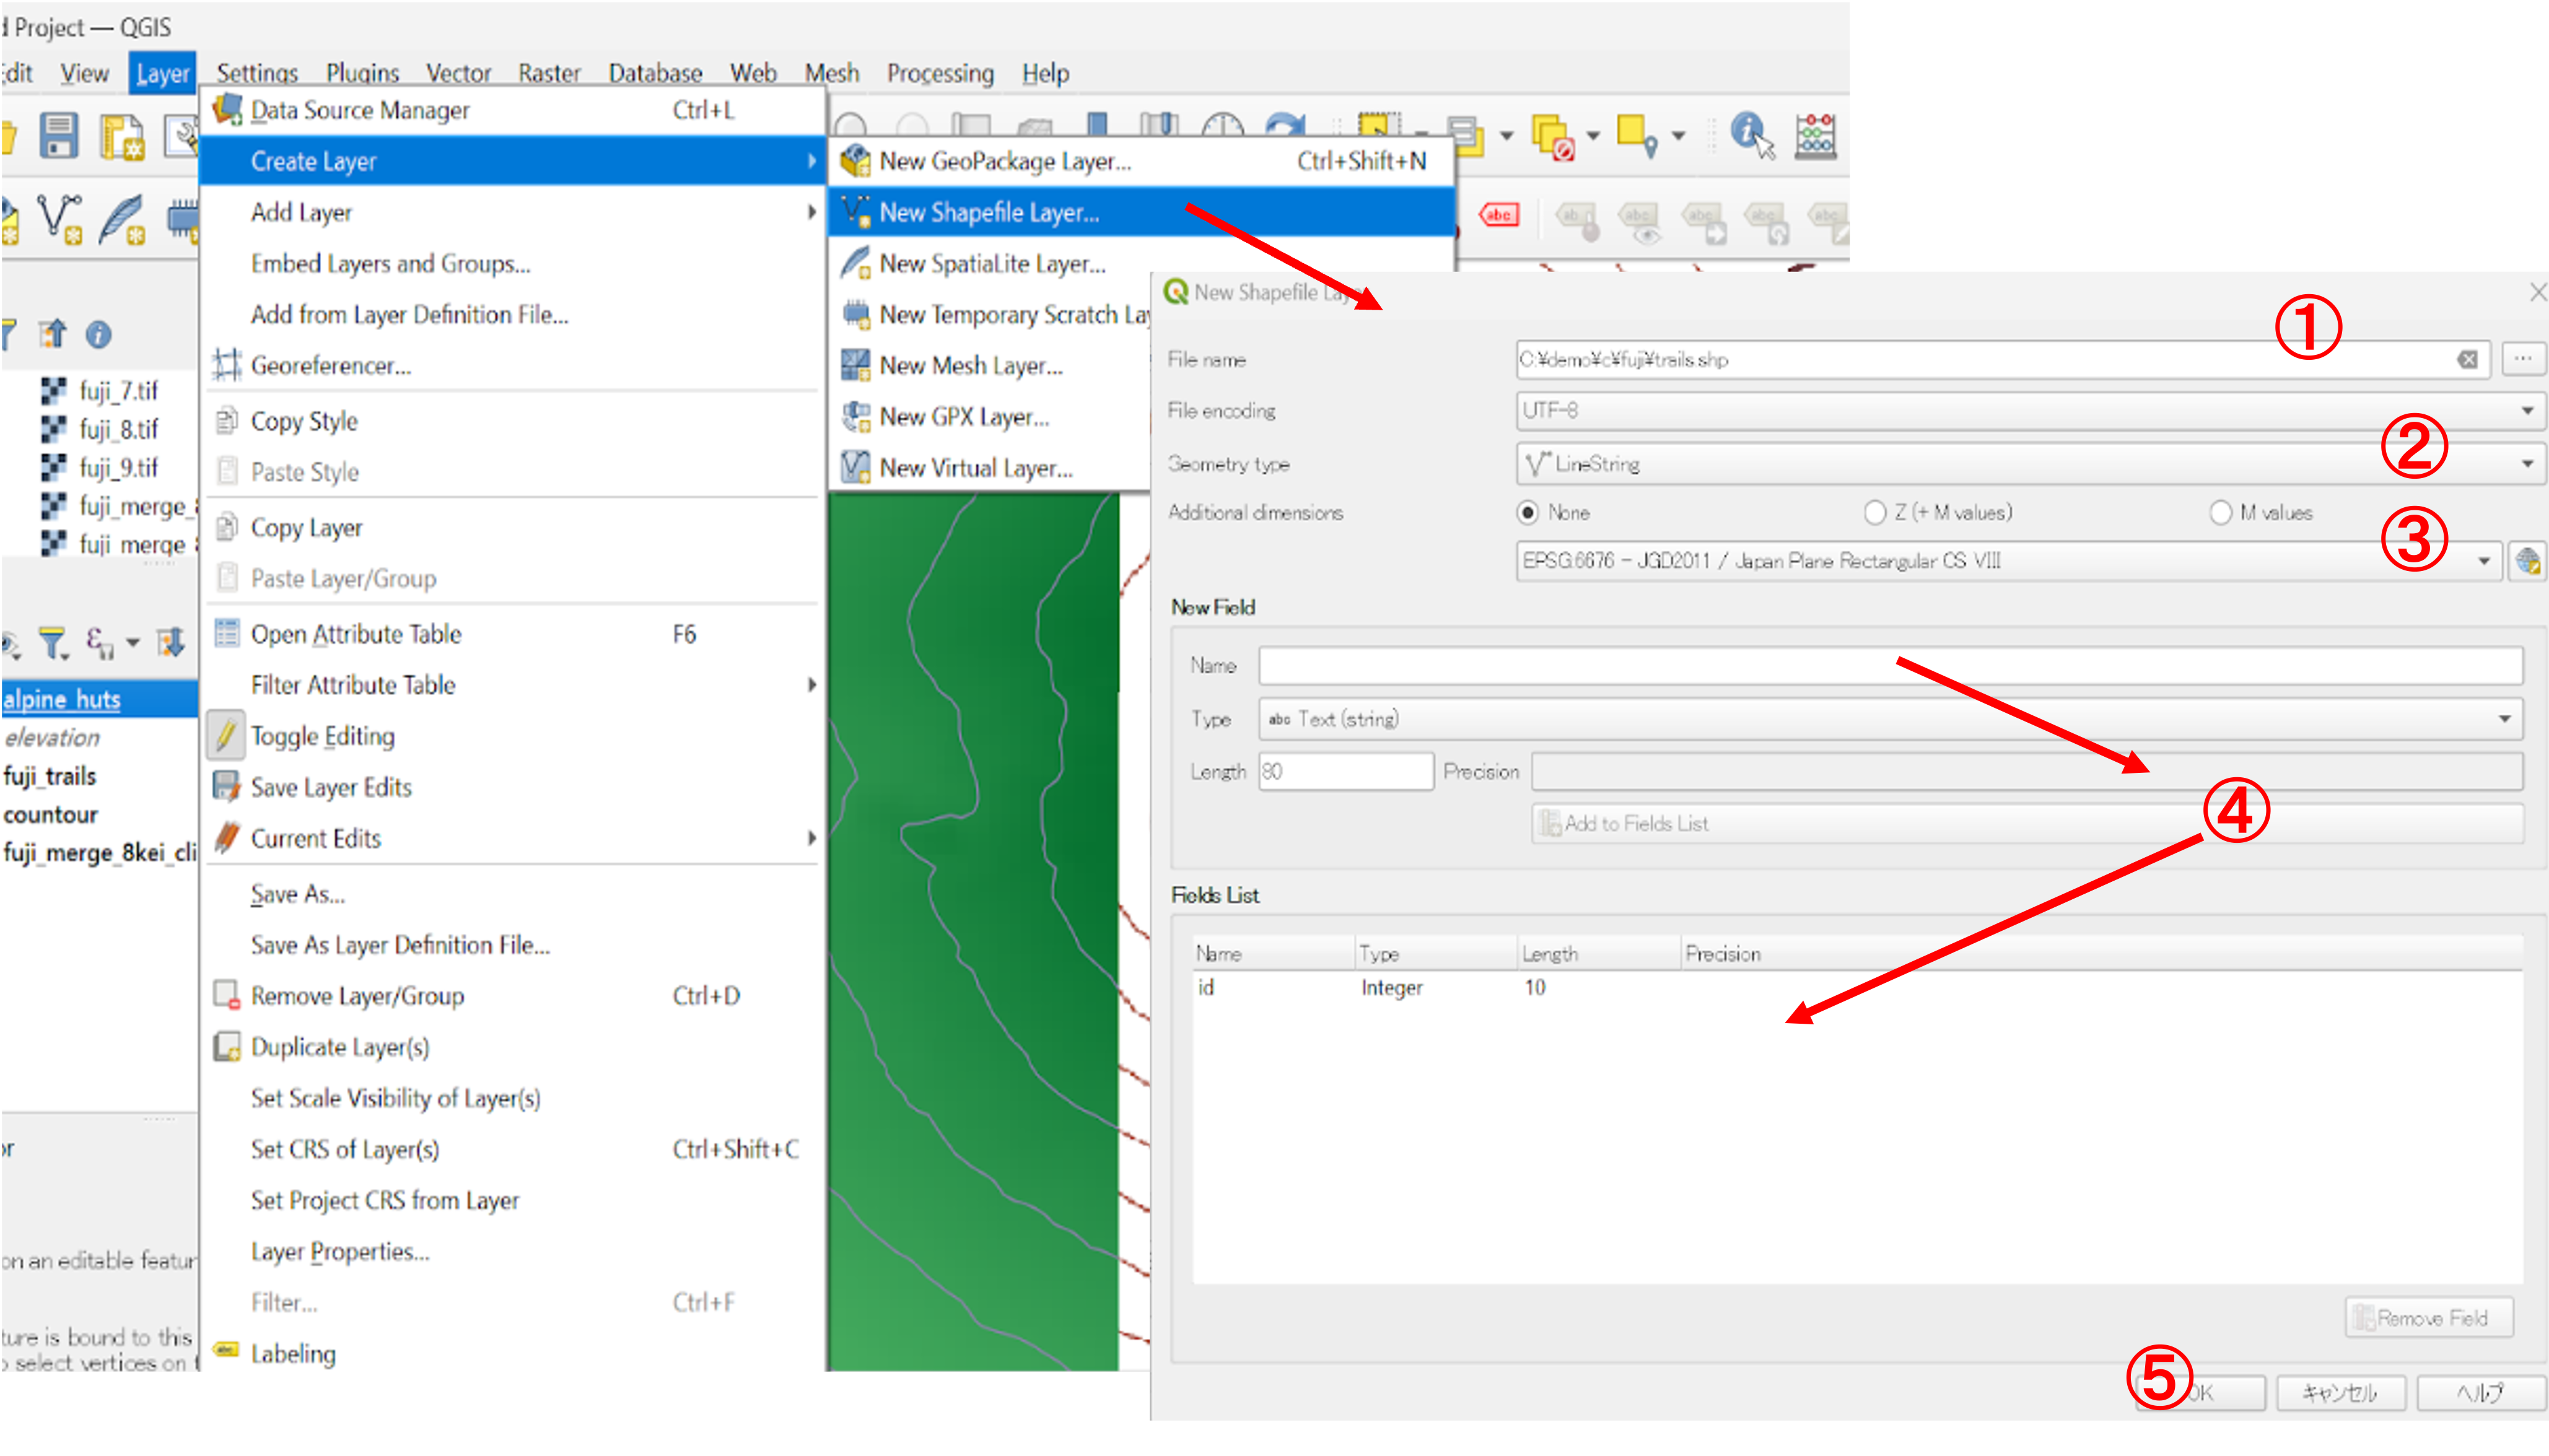 d Project — QGIS
Edit View Layer Settings Plugins Vector Raster Database Web Mesh Processing Help
Data Source Manager Ctrl+L
Create Layer
Add Layer
Embed Layers and Groups...
Add from Layer Definition File...
Georeferencer...
Copy Style
Paste Style
Copy Layer
Paste Layer/Group
Open Attribute Table F6
Filter Attribute Table
Toggle Editing
Save Layer Edits
Current Edits
Save As...
Save As Layer Definition File...
Remove Layer/Group Ctrl+D
Duplicate Layer(s)
Set Scale Visibility of Layer(s)
Set CRS of Layer(s) Ctrl+Shift+C
Set Project CRS from Layer
Layer Properties...
Filter... Ctrl+F
Labeling
New GeoPackage Layer... Ctrl+Shift+N
New Shapefile Layer...
New SpatiaLite Layer...
New Temporary Scratch Lay
New Mesh Layer...
New GPX Layer...
New Virtual Layer...
abc
fuji_7.tif
fuji_8.tif
fuji_9.tif
fuji_merge_
fuji_merge
alpine_huts
elevation
fuji_trails
countour
fuji_merge_8kei_cli
or
on an editable featur
ture is bound to this
o select vertices on t
New Shapefile Lay
①
File name C:¥demo¥c¥fuji¥trails.shp ...
File encoding UTF-8
②
Geometry type LineString
Additional dimensions None Z (+ M values) M values
③
EPSG:6676 - JGD2011 / Japan Plane Rectangular CS VIII
New Field
Name
Type abc Text (string)
Length 80 Precision
④
Add to Fields List
Fields List
Name Type Length Precision
id Integer 10
Remove Field
⑤
OK キャンセル ヘルプ